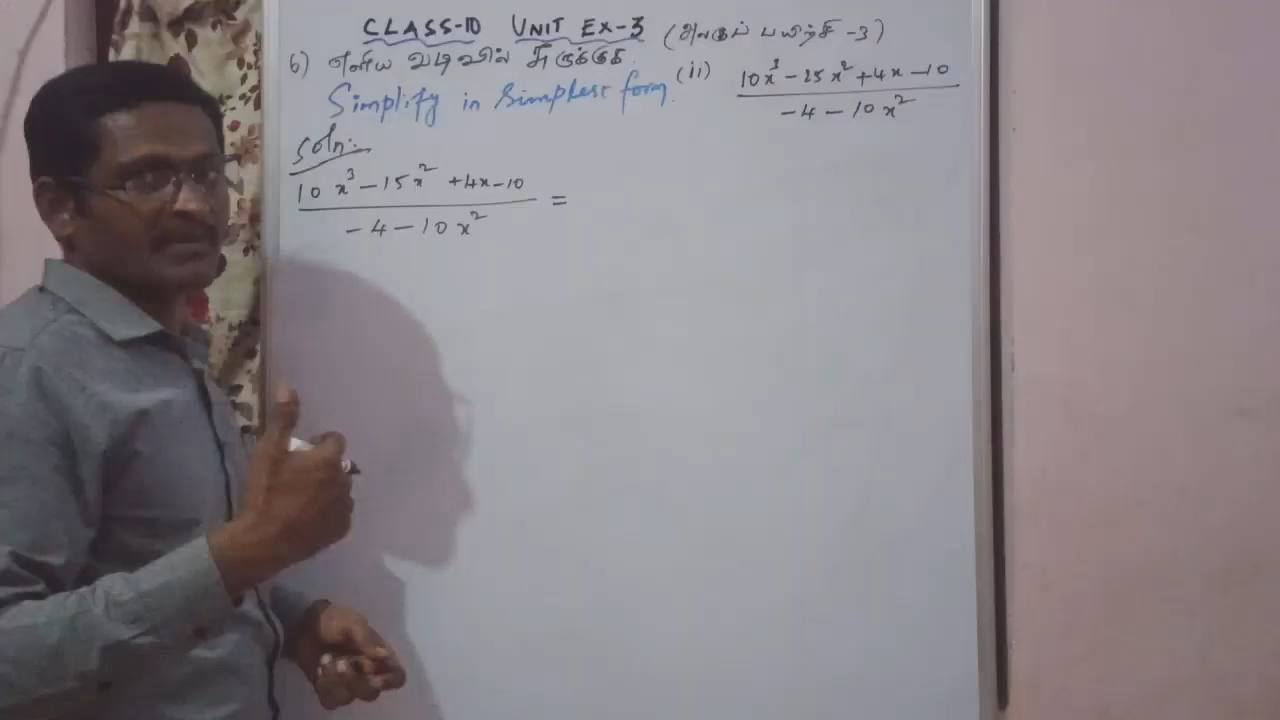 CLASS-10 UNIT EX-3 (அலகுப் பயிற்சி -3)
6) எளிய வடிவில் சுருக்குக.
Simplify in Simplest form. (ii) 10x³ - 25x² + 4x - 10 / -4 - 10x²
Soln:-
10x³ - 15x² + 4x - 10 / -4 - 10x² =